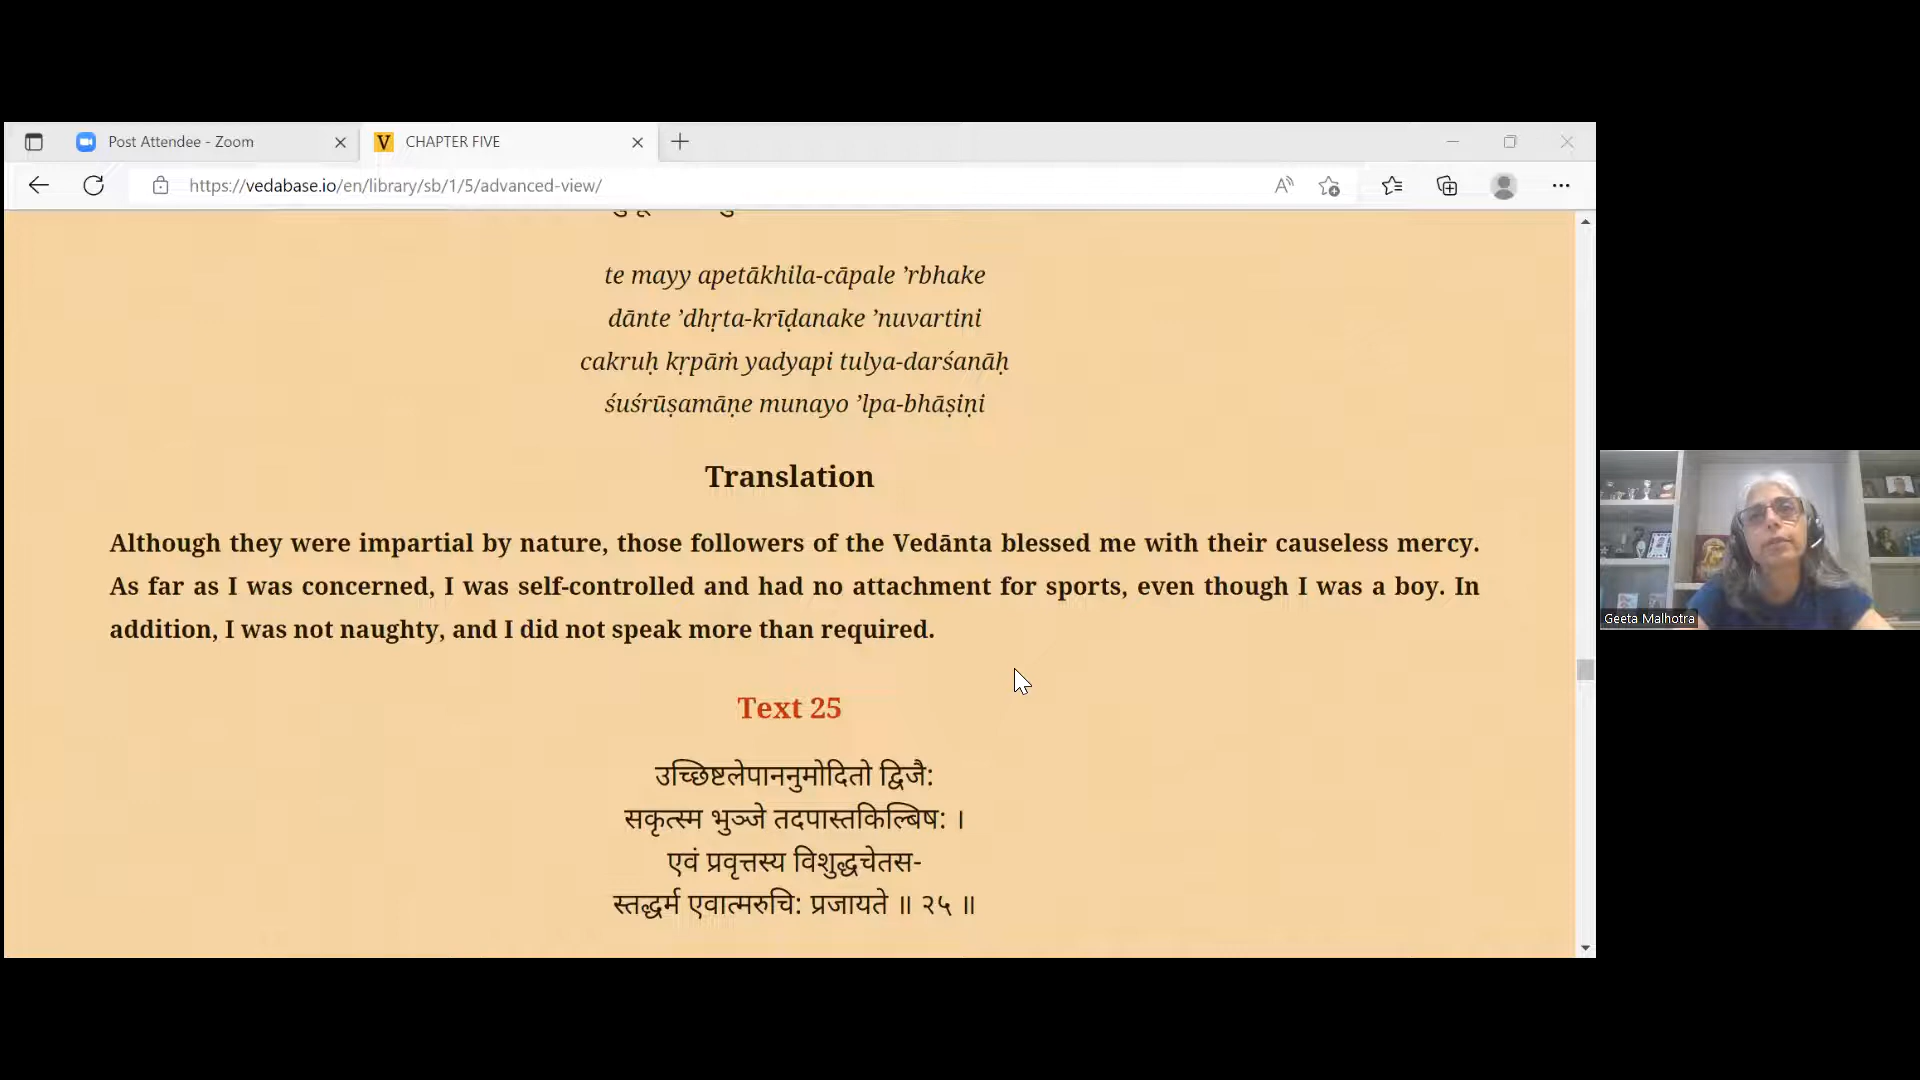 Post Attendee - Zoom
CHAPTER FIVE
https://vedabase.io/en/library/sb/1/5/advanced-view/
te mayy apetākhila-cāpale ’rbhake
dānte ’dhṛta-krīḍanake ’nuvartini
cakruḥ kṛpāṁ yadyapi tulya-darśanāḥ
śuśrūṣamāṇe munayo ’lpa-bhāṣiṇi
Translation
Although they were impartial by nature, those followers of the Vedānta blessed me with their causeless mercy.
As far as I was concerned, I was self-controlled and had no attachment for sports, even though I was a boy. In
addition, I was not naughty, and I did not speak more than required.
Geeta Malhotra
Text 25
उच्छिष्टलेपाननुमोदितो द्विजै:
सकृत्स्म भुञ्जे तदपास्तकिल्बिष: ।
एवं प्रवृत्तस्य विशुद्धचेतस-
स्तद्धर्म एवात्मरुचि: प्रजायते ॥ २५ ॥